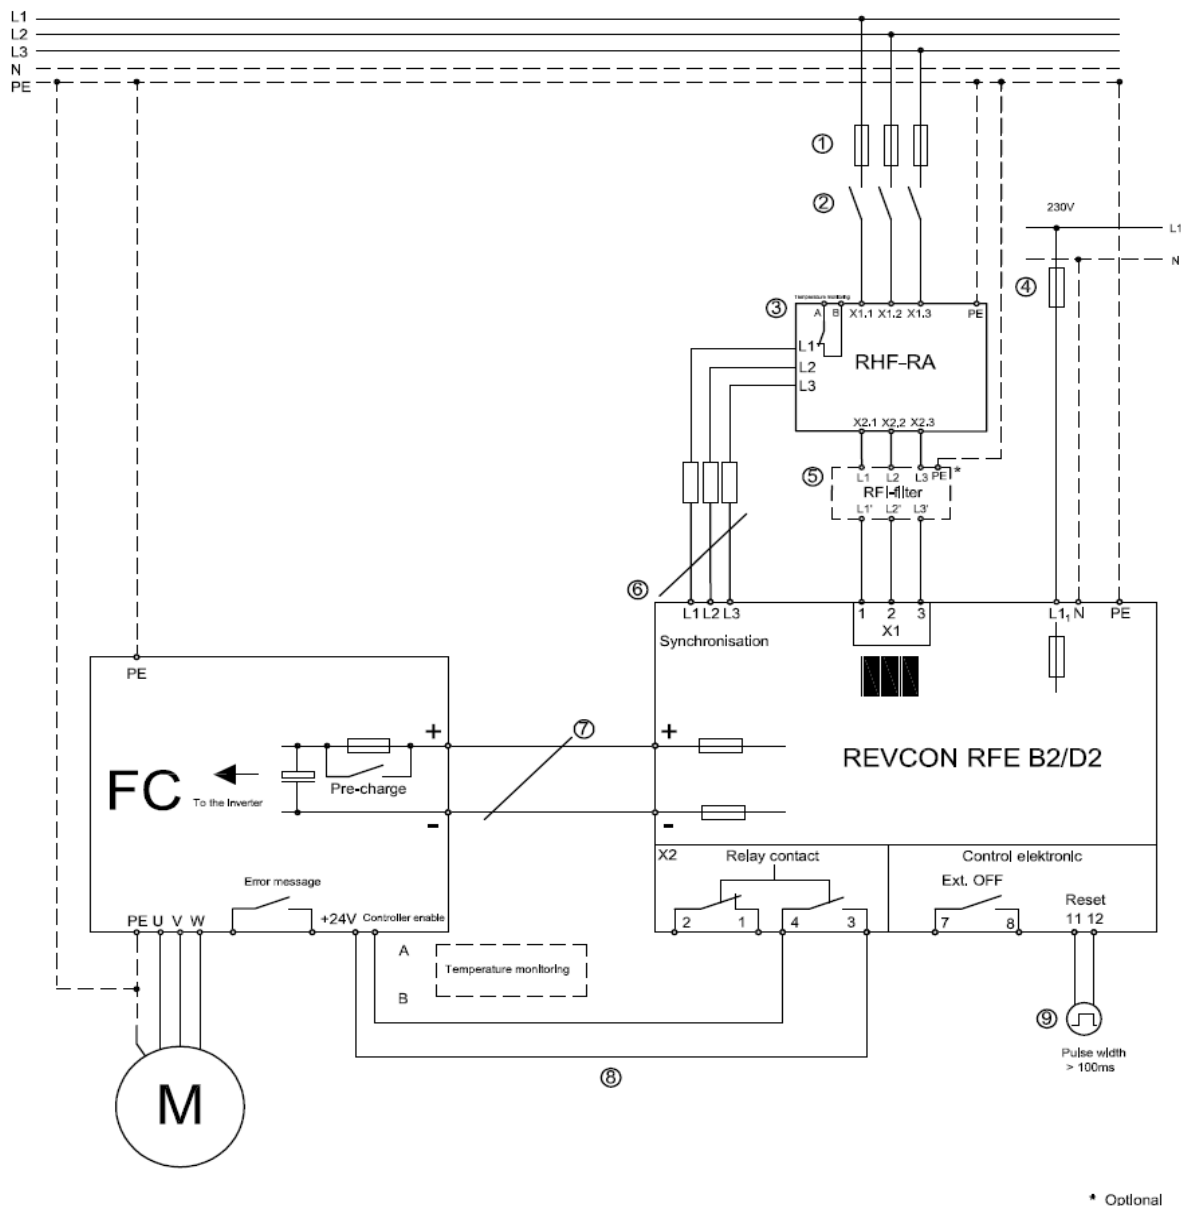 L1
L2
L3
N
PE
①
②
230V
L1
N
④
③
Temperature monitoring
A B X1.1 X1.2 X1.3 PE
L1
L2
L3
RHF-RA
X2.1 X2.2 X2.3
⑤
L1 L2 L3 PE *
RFI-filter
L1' L2' L3'
⑥
L1 L2 L3
1 2 3
X1
L1₁ N PE
Synchronisation
PE
+
⑦
+
REVCON RFE B2/D2
FC
To the Inverter
Pre-charge
-
-
X2
Relay contact
Control elektronic
Ext. OFF
Error message
Reset
PE U V W
+24V
Controller enable
2 1 4 3
7 8
11 12
A
Temperature monitoring
B
⑨
Pulse width
> 100ms
⑧
M
* Optional